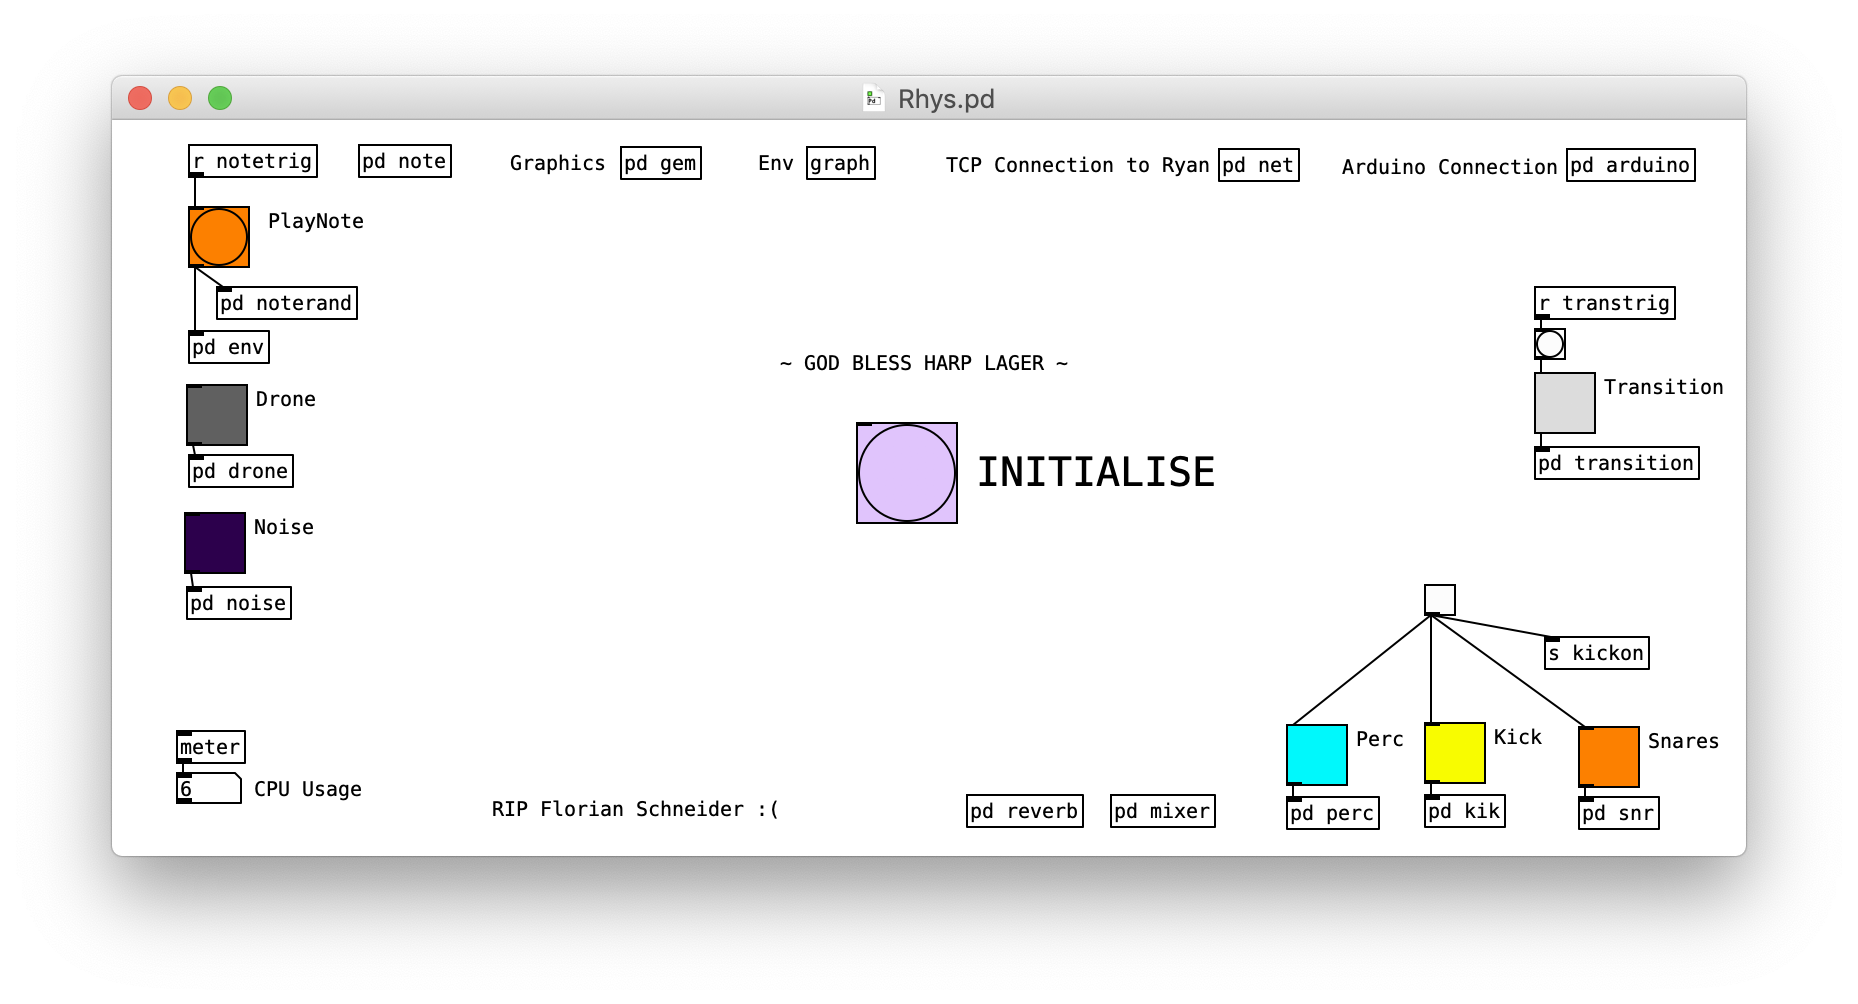 Rhys.pd
r notetrig
pd note
Graphics pd gem
Env graph
TCP Connection to Ryan pd net
Arduino Connection pd arduino
PlayNote
pd noterand
pd env
r transtrig
~ GOD BLESS HARP LAGER ~
Drone
Transition
pd drone
INITIALISE
pd transition
Noise
pd noise
s kickon
meter
6
CPU Usage
RIP Florian Schneider :(
pd reverb
pd mixer
Perc
Kick
Snares
pd perc
pd kik
pd snr